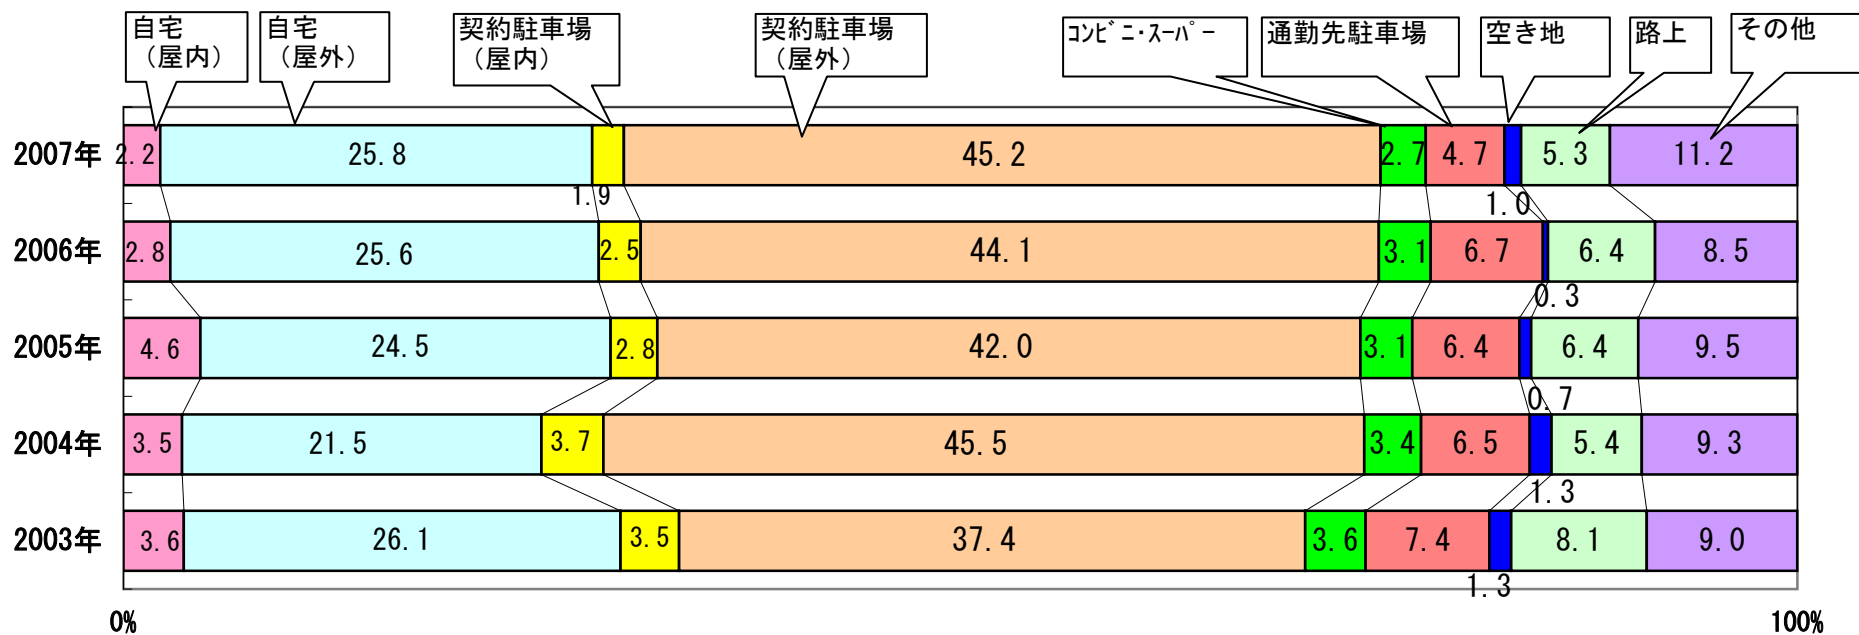 自宅
（屋内）
自宅
（屋外）
契約駐車場
（屋内）
契約駐車場
（屋外）
ｺﾝﾋﾞﾆ･ｽｰﾊﾟｰ
通勤先駐車場
空き地
路上
その他
2007年 2.2 25.8 1.9 45.2 2.7 4.7 1.0 5.3 11.2
2006年 2.8 25.6 2.5 44.1 3.1 6.7 0.3 6.4 8.5
2005年 4.6 24.5 2.8 42.0 3.1 6.4 0.7 6.4 9.5
2004年 3.5 21.5 3.7 45.5 3.4 6.5 1.3 5.4 9.3
2003年 3.6 26.1 3.5 37.4 3.6 7.4 1.3 8.1 9.0
0% 100%